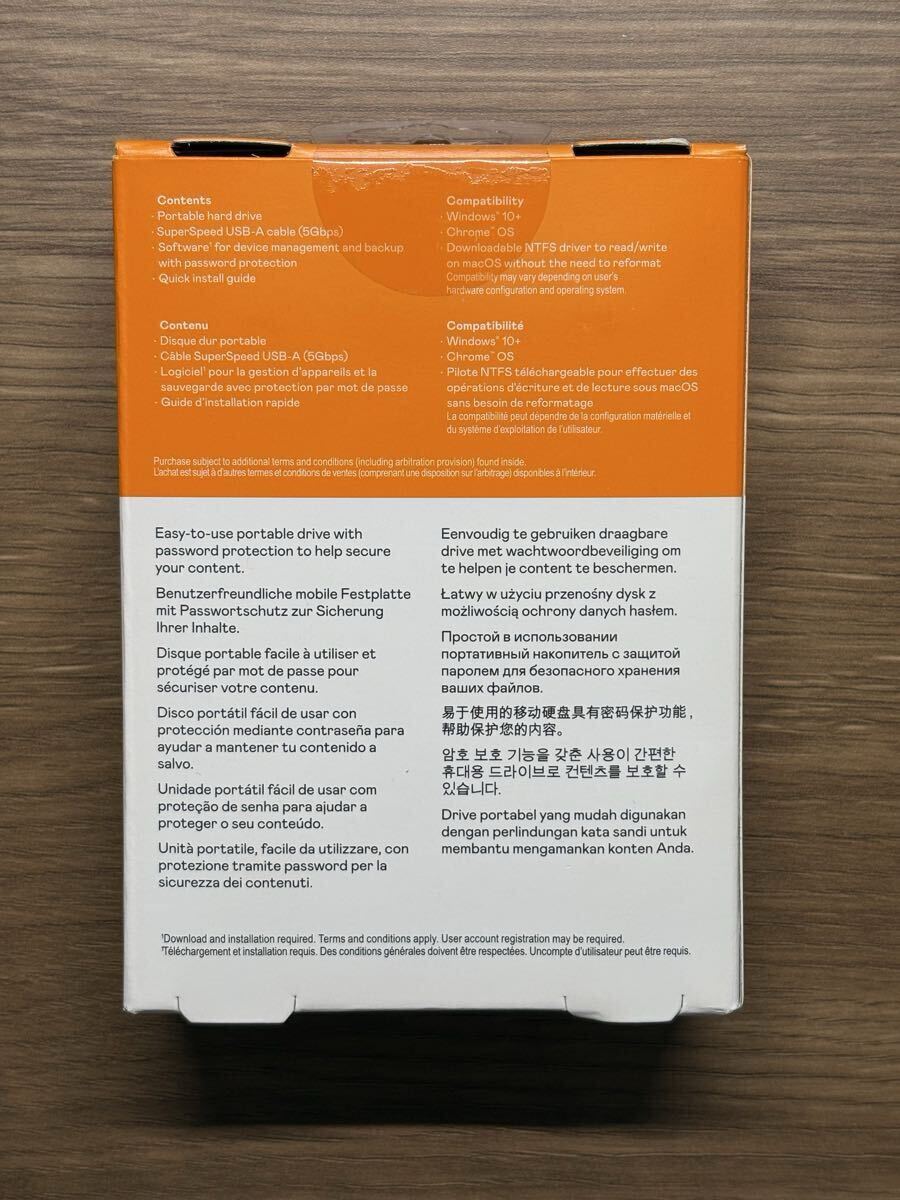 Contents
· Portable hard drive
· SuperSpeed USB-A cable (5Gbps)
· Software¹ for device management and backup
with password protection
· Quick install guide
Compatibility
· Windows® 10+
· Chrome™ OS
· Downloadable NTFS driver to read/write
on macOS without the need to reformat
Compatibility may vary depending on user's
hardware configuration and operating system.
Contenu
· Disque dur portable
· Câble SuperSpeed USB-A (5Gbps)
· Logiciel¹ pour la gestion d'appareils et la
sauvegarde avec protection par mot de passe
· Guide d'installation rapide
Compatibilité
· Windows® 10+
· Chrome™ OS
· Pilote NTFS téléchargeable pour effectuer des
opérations d'écriture et de lecture sous macOS
sans besoin de reformatage
La compatibilité peut dépendre de la configuration matérielle et
du système d'exploitation de l'utilisateur.
Purchase subject to additional terms and conditions (including arbitration provision) found inside.
L'achat est sujet à d'autres termes et conditions de ventes (comprenant une disposition sur l'arbitrage) disponibles à l'intérieur.
Easy-to-use portable drive with
password protection to help secure
your content.
Benutzerfreundliche mobile Festplatte
mit Passwortschutz zur Sicherung
Ihrer Inhalte.
Disque portable facile à utiliser et
protégé par mot de passe pour
sécuriser votre contenu.
Disco portátil fácil de usar con
protección mediante contraseña para
ayudar a mantener tu contenido a
salvo.
Unidade portátil fácil de usar com
proteção de senha para ajudar a
proteger o seu conteúdo.
Unità portatile, facile da utilizzare, con
protezione tramite password per la
sicurezza dei contenuti.
Eenvoudig te gebruiken draagbare
drive met wachtwoordbeveiliging om
te helpen je content te beschermen.
Łatwy w użyciu przenośny dysk z
możliwością ochrony danych hasłem.
Простой в использовании
портативный накопитель с защитой
паролем для безопасного хранения
ваших файлов.
易于使用的移动硬盘具有密码保护功能,
帮助保护您的内容。
암호 보호 기능을 갖춘 사용이 간편한
휴대용 드라이브로 컨텐츠를 보호할 수
있습니다.
Drive portabel yang mudah digunakan
dengan perlindungan kata sandi untuk
membantu mengamankan konten Anda.
¹Download and installation required. Terms and conditions apply. User account registration may be required.
¹Téléchargement et installation requis. Des conditions générales doivent être respectées. Uncompte d'utilisateur peut être requis.